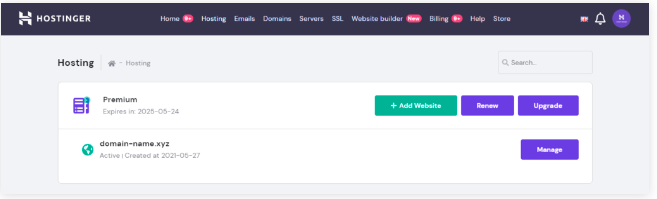 HOSTINGER Home 9+ Hosting Emails Domains Servers SSL Website builder New Billing 9+ Help Store
Hosting - Hosting Search..
Premium
Expires in: 2025-05-24
+ Add Website Renew Upgrade
domain-name.xyz
Active | Created at 2021-05-27
Manage